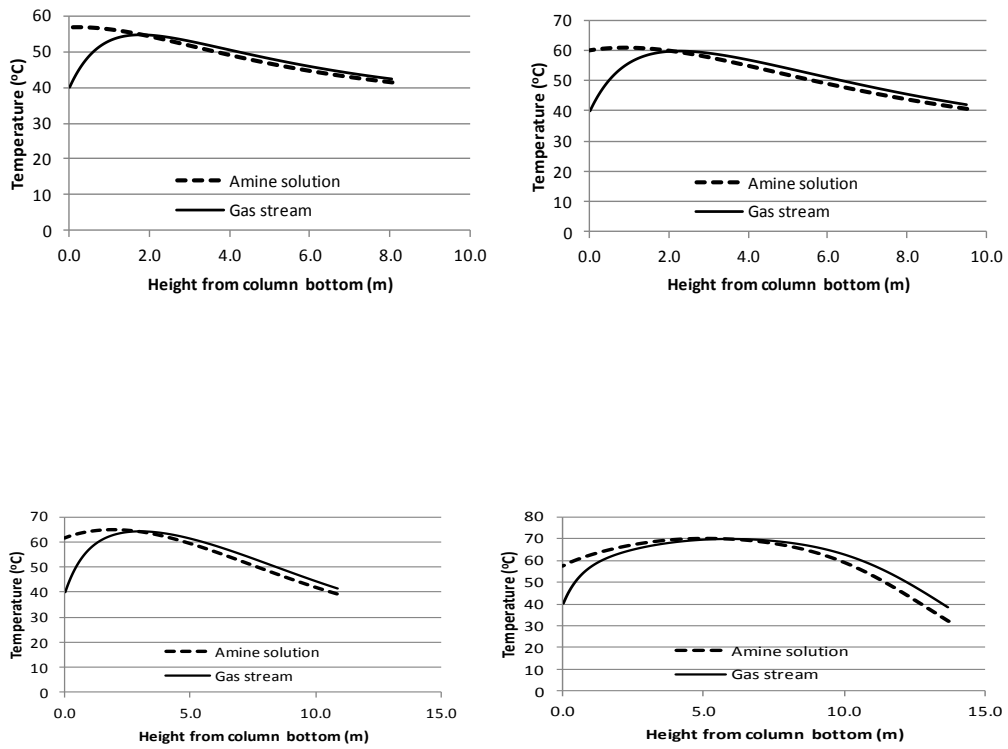 60
50
40
30
20
10
0
Temperature (ºC)
Amine solution
Gas stream
0.0 2.0 4.0 6.0 8.0 10.0
Height from column bottom (m)
70
60
50
40
30
20
10
0
Temperature (ºC)
Amine solution
Gas stream
0.0 2.0 4.0 6.0 8.0 10.0
Height from column bottom (m)
70
60
50
40
30
20
10
0
Temperature (ºC)
Amine solution
Gas stream
0.0 5.0 10.0 15.0
Height from column bottom (m)
80
70
60
50
40
30
20
10
0
Temperature (ºC)
Amine solution
Gas stream
0.0 5.0 10.0 15.0
Height from column bottom (m)